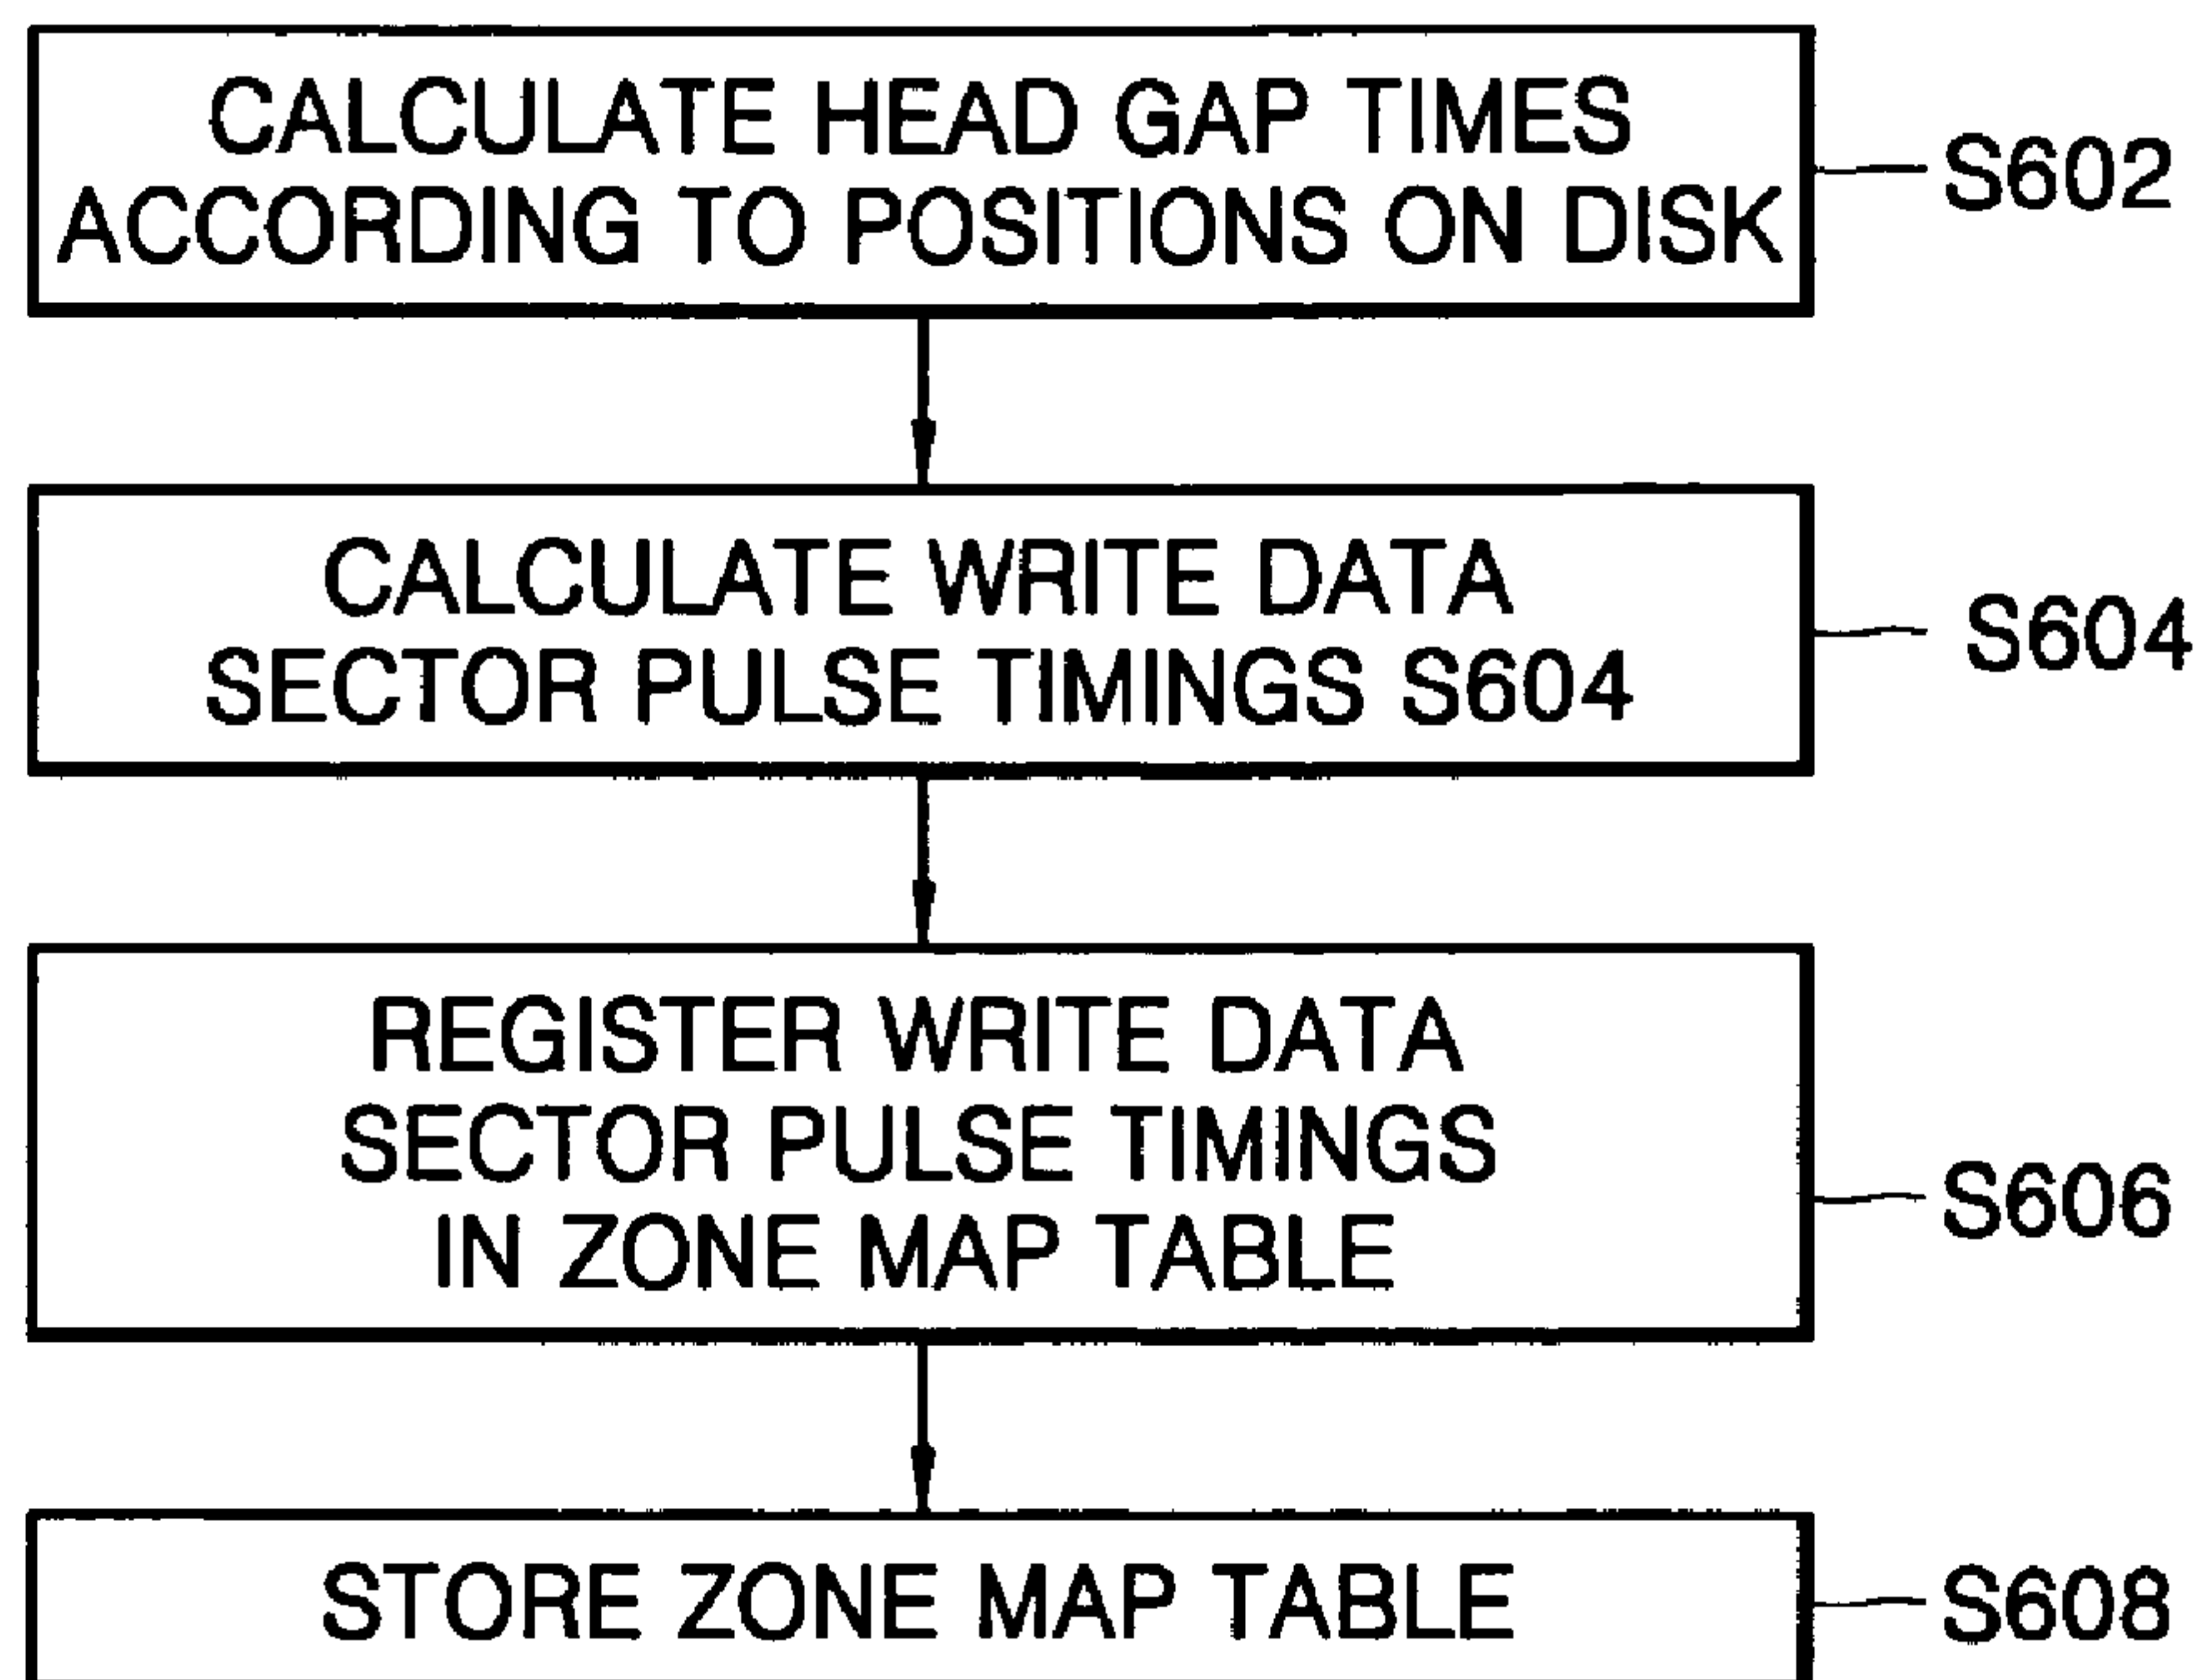 CALCULATE HEAD GAP TIMES
ACCORDING TO POSITIONS ON DISK
S602
CALCULATE WRITE DATA
SECTOR PULSE TIMINGS S604
S604
REGISTER WRITE DATA
SECTOR PULSE TIMINGS
IN ZONE MAP TABLE
S606
STORE ZONE MAP TABLE
S608